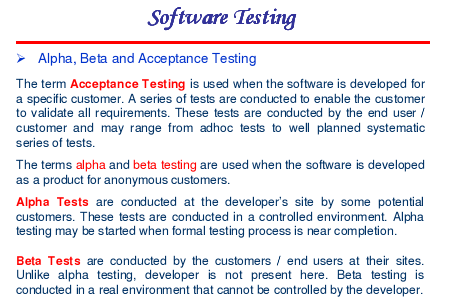 Software Testing
➢ Alpha, Beta and Acceptance Testing
The term Acceptance Testing is used when the software is developed for
a specific customer. A series of tests are conducted to enable the customer
to validate all requirements. These tests are conducted by the end user /
customer and may range from adhoc tests to well planned systematic
series of tests.
The terms alpha and beta testing are used when the software is developed
as a product for anonymous customers.
Alpha Tests are conducted at the developer's site by some potential
customers. These tests are conducted in a controlled environment. Alpha
testing may be started when formal testing process is near completion.
Beta Tests are conducted by the customers / end users at their sites.
Unlike alpha testing, developer is not present here. Beta testing is
conducted in a real environment that cannot be controlled by the developer.